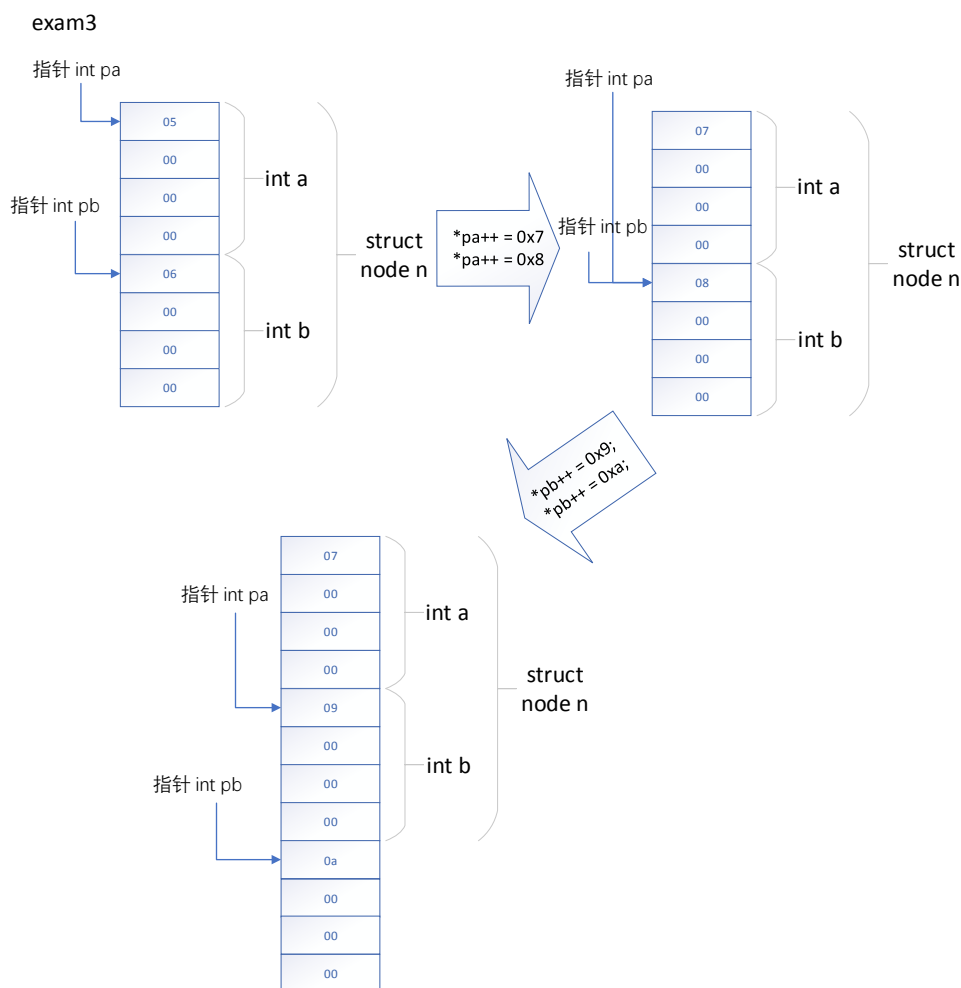 exam3
指针 int pa
05
00
00
00
06
00
00
00
指针 int pb
int a
int b
struct
node n
*pa++ = 0x7
*pa++ = 0x8
指针 int pa
指针 int pb
07
00
00
00
08
00
00
00
int a
int b
struct
node n
*pb++ = 0x9;
*pb++ = 0xa;
指针 int pa
指针 int pb
07
00
00
00
09
00
00
00
0a
00
00
00
int a
int b
struct
node n